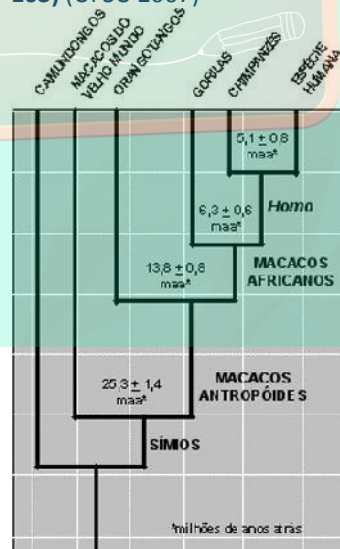 CAMUNDONGOS
MACACOS DO
VELHO MUNDO
ORANGOTANGOS
GORILAS
CHIMPANZÉS
ESPÉCIE
HUMANA
5,1 ± 0,8
maa*
6,3 ± 0,6
maa*
Homo
13,8 ± 0,8
maa*
MACACOS
AFRICANOS
25,3 ± 1,4
maa*
MACACOS
ANTROPÓIDES
SÍMIOS
*milhões de anos atrás